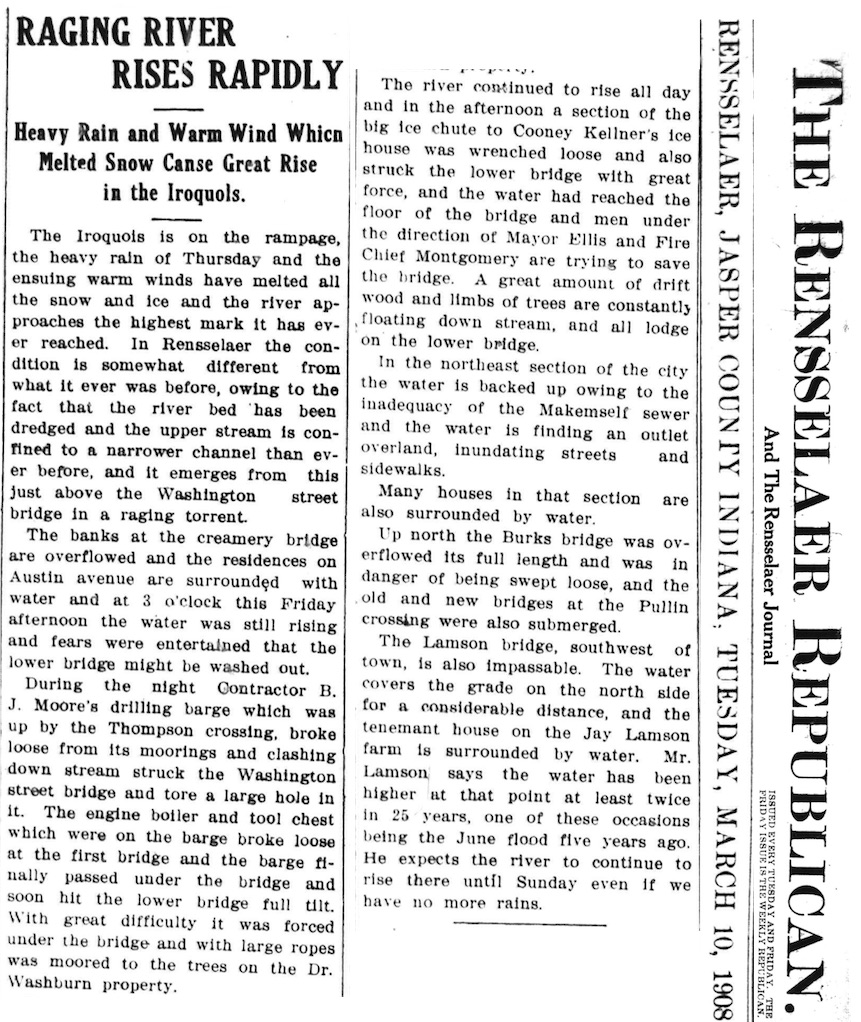 RAGING RIVER
RISES RAPIDLY
Heavy Rain and Warm Wind Whicn
Melted Snow Canse Great Rise
in the Iroquols.
The Iroquois is on the rampage,
the heavy rain of Thursday and the
ensuing warm winds have melted all
the snow and ice and the river ap-
proaches the highest mark it has ev-
er reached. In Rensselaer the con-
dition is somewhat different from
what it ever was before, owing to the
fact that the river bed has been
dredged and the upper stream is con-
fined to a narrower channel than ev-
er before, and it emerges from this
just above the Washington street
bridge in a raging torrent.
The banks at the creamery bridge
are overflowed and the residences on
Austin avenue are surrounded with
water and at 3 o'clock this Friday
afternoon the water was still rising
and fears were entertained that the
lower bridge might be washed out.
During the night Contractor B.
J. Moore's drilling barge which was
up by the Thompson crossing, broke
loose from its moorings and clashing
down stream struck the Washington
street bridge and tore a large hole in
it. The engine boiler and tool chest
which were on the barge broke loose
at the first bridge and the barge fi-
nally passed under the bridge and
soon hit the lower bridge full tilt.
With great difficulty it was forced
under the bridge and with large ropes
was moored to the trees on the Dr.
Washburn property.
The river continued to rise all day
and in the afternoon a section of the
big ice chute to Cooney Kellner's ice
house was wrenched loose and also
struck the lower bridge with great
force, and the water had reached the
floor of the bridge and men under
the direction of Mayor Ellis and Fire
Chief Montgomery are trying to save
the bridge. A great amount of drift
wood and limbs of trees are constantly
floating down stream, and all lodge
on the lower bridge.
In the northeast section of the city
the water is backed up owing to the
inadequacy of the Makemself sewer
and the water is finding an outlet
overland, inundating streets and
sidewalks.
Many houses in that section are
also surrounded by water.
Up north the Burks bridge was ov-
erflowed its full length and was in
danger of being swept loose, and the
old and new bridges at the Pullin
crossing were also submerged.
The Lamson bridge, southwest of
town, is also impassable. The water
covers the grade on the north side
for a considerable distance, and the
tenemant house on the Jay Lamson
farm is surrounded by water. Mr.
Lamson says the water has been
higher at that point at least twice
in 25 years, one of these occasions
being the June flood five years ago.
He expects the river to continue to
rise there until Sunday even if we
have no more rains.
THE RENSSELAER REPUBLICAN.
And The Rensselaer Journal
ISSUED EVERY TUESDAY AND FRIDAY. THE
FRIDAY ISSUE IS THE WEEKLY REPUBLICAN.
RENSSELAER, JASPER COUNTY INDIANA, TUESDAY, MARCH 10, 1908